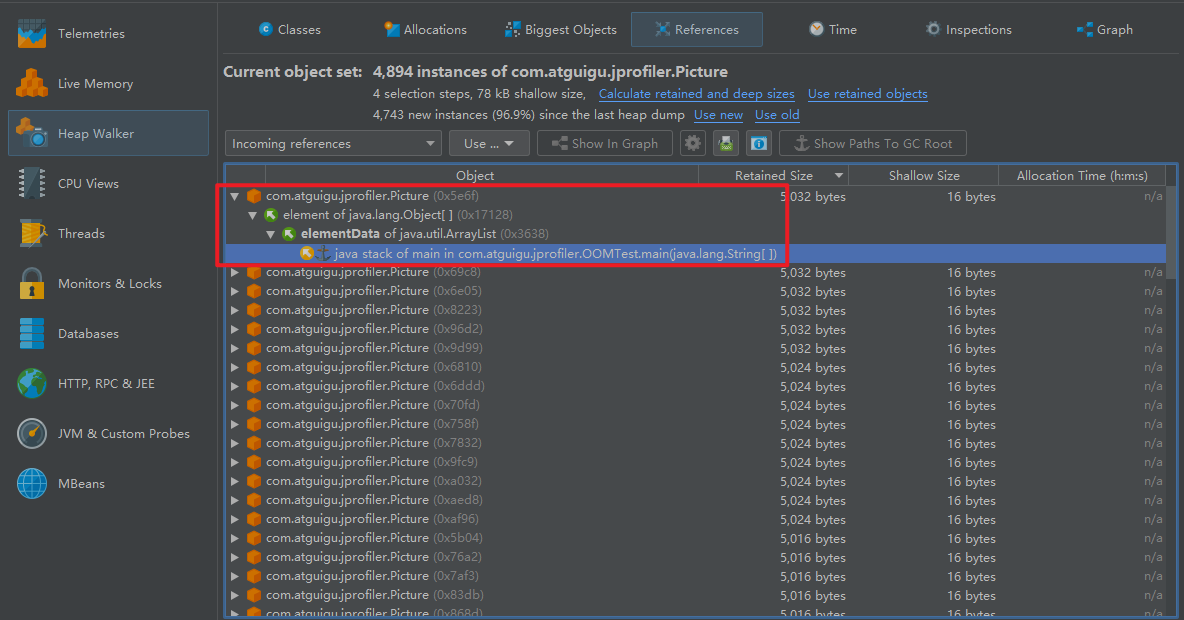 Telemetries
Live Memory
Heap Walker
CPU Views
Threads
Monitors & Locks
Databases
HTTP, RPC & JEE
JVM & Custom Probes
MBeans
Classes Allocations Biggest Objects References Time Inspections Graph
Current object set: 4,894 instances of com.atguigu.jprofiler.Picture
4 selection steps, 78 kB shallow size, Calculate retained and deep sizes Use retained objects
4,743 new instances (96.9%) since the last heap dump Use new Use old
Incoming references Use ... Show In Graph Show Paths To GC Root
Object Retained Size Shallow Size Allocation Time (h:m:s)
com.atguigu.jprofiler.Picture (0x5e6f) 5,032 bytes 16 bytes n/a
element of java.lang.Object[ ] (0x17128)
elementData of java.util.ArrayList (0x3638)
java stack of main in com.atguigu.jprofiler.OOMTest.main(java.lang.String[ ])
com.atguigu.jprofiler.Picture (0x69c8) 5,032 bytes 16 bytes n/a
com.atguigu.jprofiler.Picture (0x6e05) 5,032 bytes 16 bytes n/a
com.atguigu.jprofiler.Picture (0x8223) 5,032 bytes 16 bytes n/a
com.atguigu.jprofiler.Picture (0x96d2) 5,032 bytes 16 bytes n/a
com.atguigu.jprofiler.Picture (0x9d99) 5,032 bytes 16 bytes n/a
com.atguigu.jprofiler.Picture (0x6810) 5,024 bytes 16 bytes n/a
com.atguigu.jprofiler.Picture (0x6ddd) 5,024 bytes 16 bytes n/a
com.atguigu.jprofiler.Picture (0x70fd) 5,024 bytes 16 bytes n/a
com.atguigu.jprofiler.Picture (0x758f) 5,024 bytes 16 bytes n/a
com.atguigu.jprofiler.Picture (0x7832) 5,024 bytes 16 bytes n/a
com.atguigu.jprofiler.Picture (0x9fc9) 5,024 bytes 16 bytes n/a
com.atguigu.jprofiler.Picture (0xa032) 5,024 bytes 16 bytes n/a
com.atguigu.jprofiler.Picture (0xaed8) 5,024 bytes 16 bytes n/a
com.atguigu.jprofiler.Picture (0xaf96) 5,024 bytes 16 bytes n/a
com.atguigu.jprofiler.Picture (0x5b04) 5,016 bytes 16 bytes n/a
com.atguigu.jprofiler.Picture (0x76a2) 5,016 bytes 16 bytes n/a
com.atguigu.jprofiler.Picture (0x7af3) 5,016 bytes 16 bytes n/a
com.atguigu.jprofiler.Picture (0x83db) 5,016 bytes 16 bytes n/a
com.atguigu.jprofiler.Picture (0x868d) 5,016 bytes 16 bytes n/a